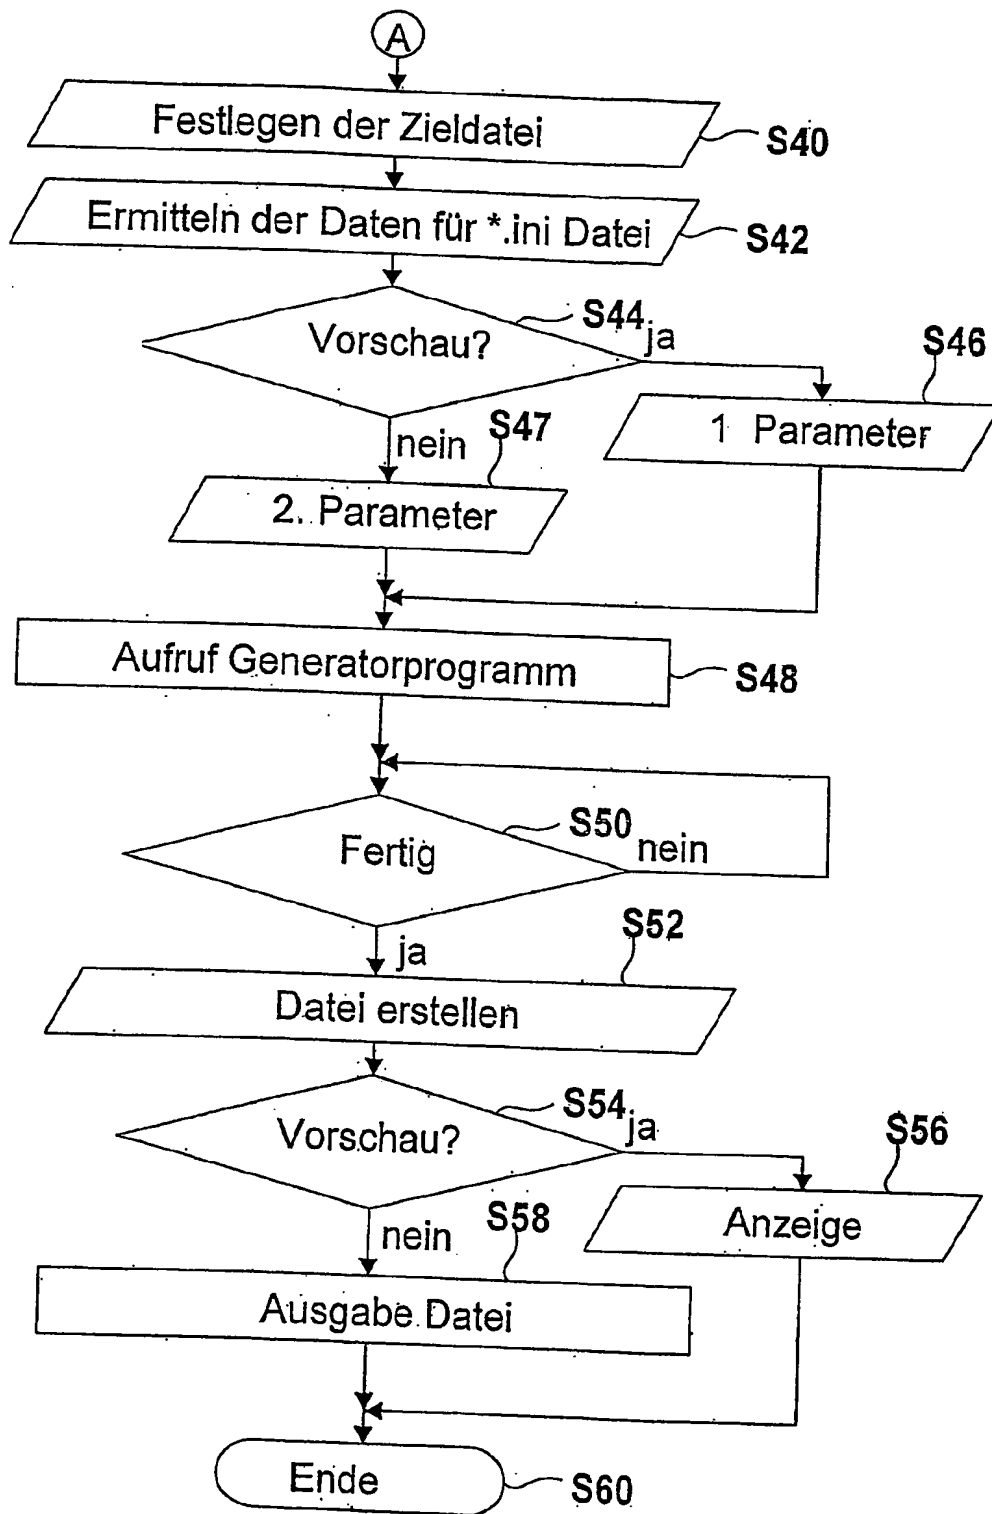 A
Festlegen der Zieldatei
S40
Ermitteln der Daten für *.ini Datei
S42
Vorschau?
S44
ja
S46
1 Parameter
nein
S47
2. Parameter
Aufruf Generatorprogramm
S48
Fertig
S50
nein
ja
S52
Datei erstellen
Vorschau?
S54
ja
S56
Anzeige
nein
S58
Ausgabe Datei
Ende
S60